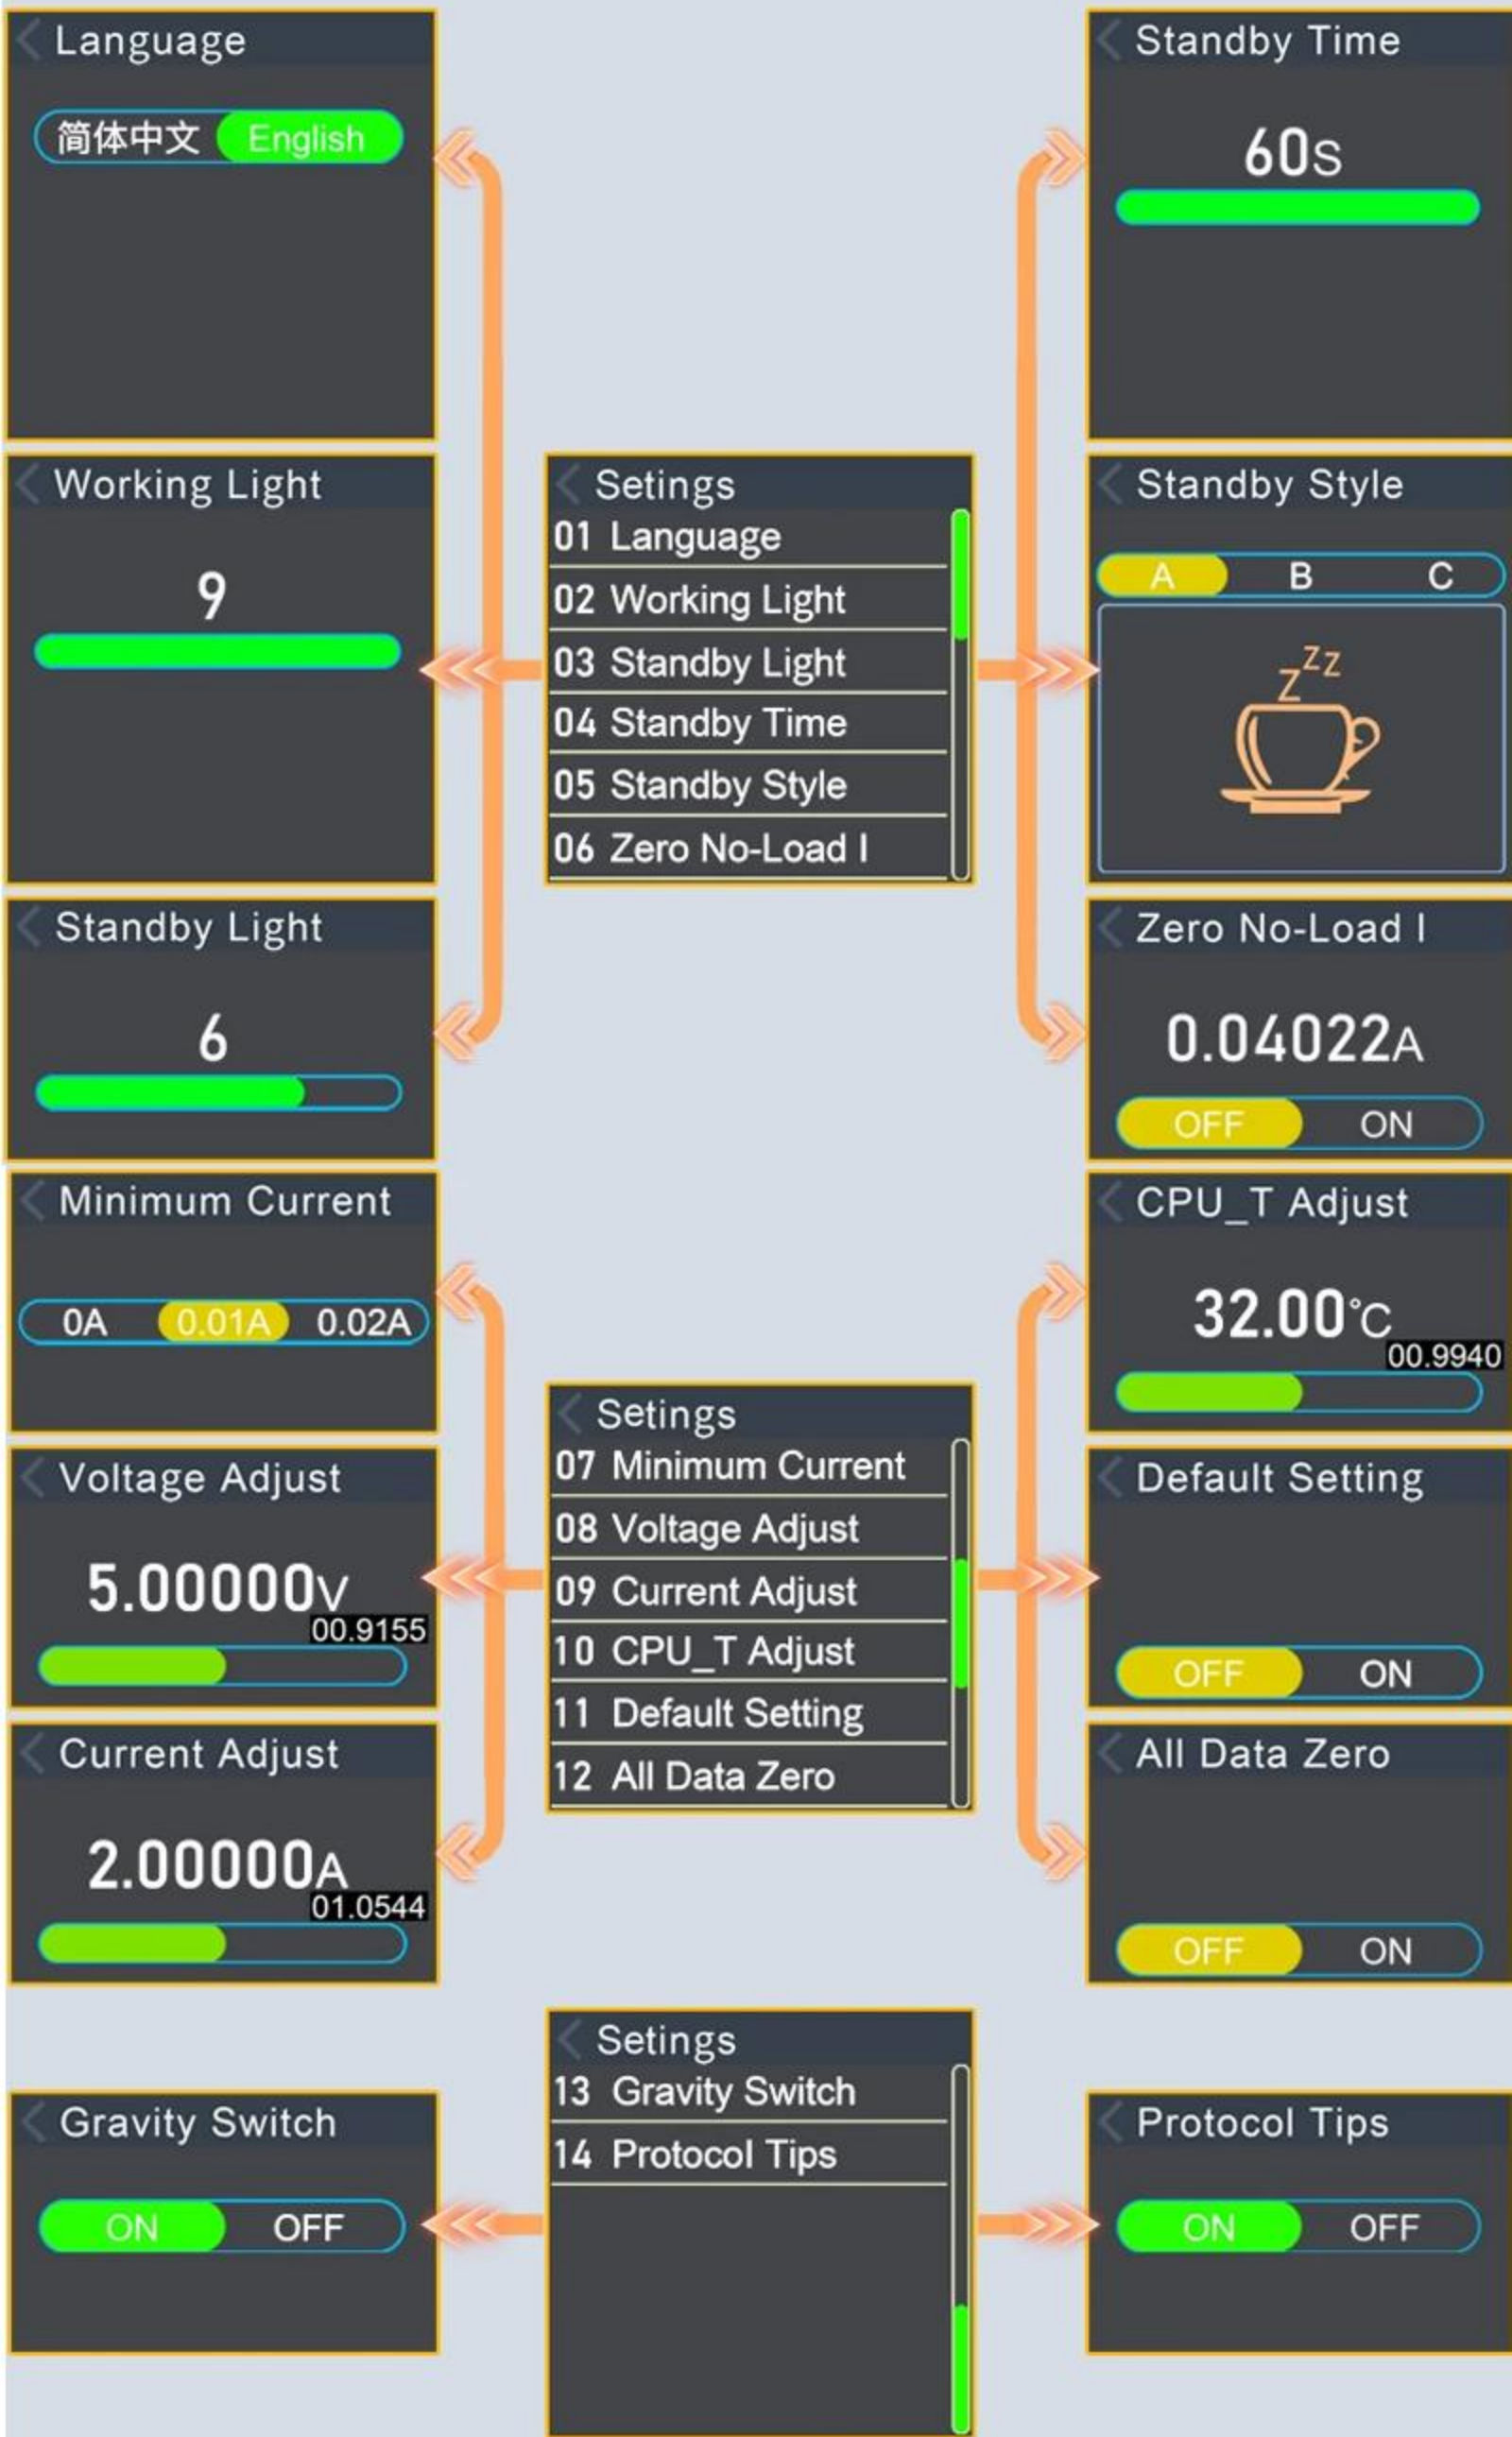 Language
简体中文 English
Standby Time
60S
Working Light
9
Setings
01 Language
02 Working Light
03 Standby Light
04 Standby Time
05 Standby Style
06 Zero No-Load I
Standby Style
A B C
zzz
Standby Light
6
Zero No-Load I
0.04022A
OFF ON
Minimum Current
0A 0.01A 0.02A
CPU_T Adjust
32.00°C
00.9940
Voltage Adjust
5.00000V
00.9155
Setings
07 Minimum Current
08 Voltage Adjust
09 Current Adjust
10 CPU_T Adjust
11 Default Setting
12 All Data Zero
Default Setting
OFF ON
Current Adjust
2.00000A
01.0544
All Data Zero
OFF ON
Gravity Switch
ON OFF
Setings
13 Gravity Switch
14 Protocol Tips
Protocol Tips
ON OFF